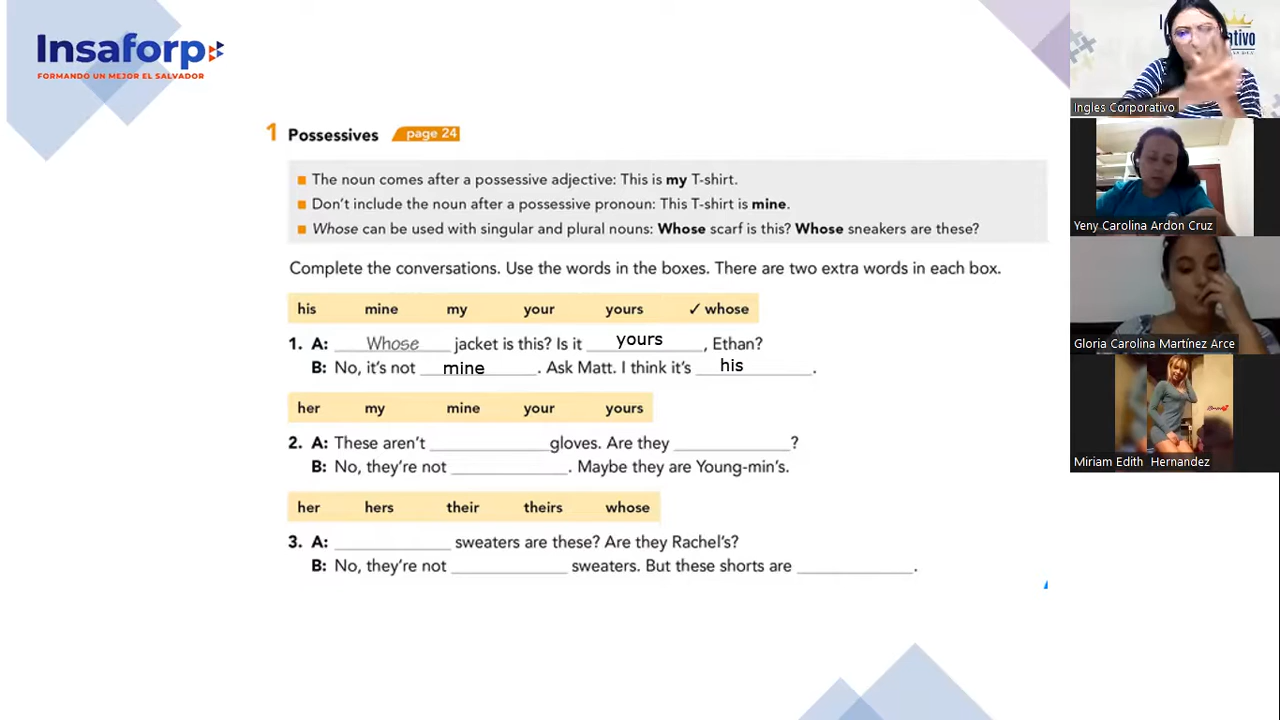 Insaforp
FORMANDO UN MEJOR EL SALVADOR
1 Possessives page 24
■ The noun comes after a possessive adjective: This is my T-shirt.
■ Don't include the noun after a possessive pronoun: This T-shirt is mine.
■ Whose can be used with singular and plural nouns: Whose scarf is this? Whose sneakers are these?
Complete the conversations. Use the words in the boxes. There are two extra words in each box.
his mine my your yours ✓ whose
1. A: Whose jacket is this? Is it yours, Ethan?
B: No, it's not mine. Ask Matt. I think it's his.
her my mine your yours
2. A: These aren't ____________ gloves. Are they ____________?
B: No, they're not ____________. Maybe they are Young-min's.
her hers their theirs whose
3. A: ____________ sweaters are these? Are they Rachel's?
B: No, they're not ____________ sweaters. But these shorts are ____________.
Ingles Corporativo
Yeny Carolina Ardon Cruz
Gloria Carolina Martínez Arce
Miriam Edith Hernandez